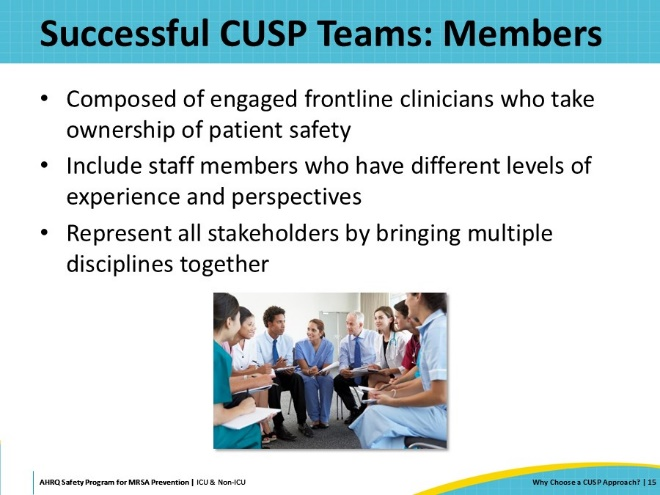 Successful CUSP Teams: Members
• Composed of engaged frontline clinicians who take
ownership of patient safety
• Include staff members who have different levels of
experience and perspectives
• Represent all stakeholders by bringing multiple
disciplines together
AHRQ Safety Program for MRSA Prevention | ICU & Non-ICU
Why Choose a CUSP Approach? | 15